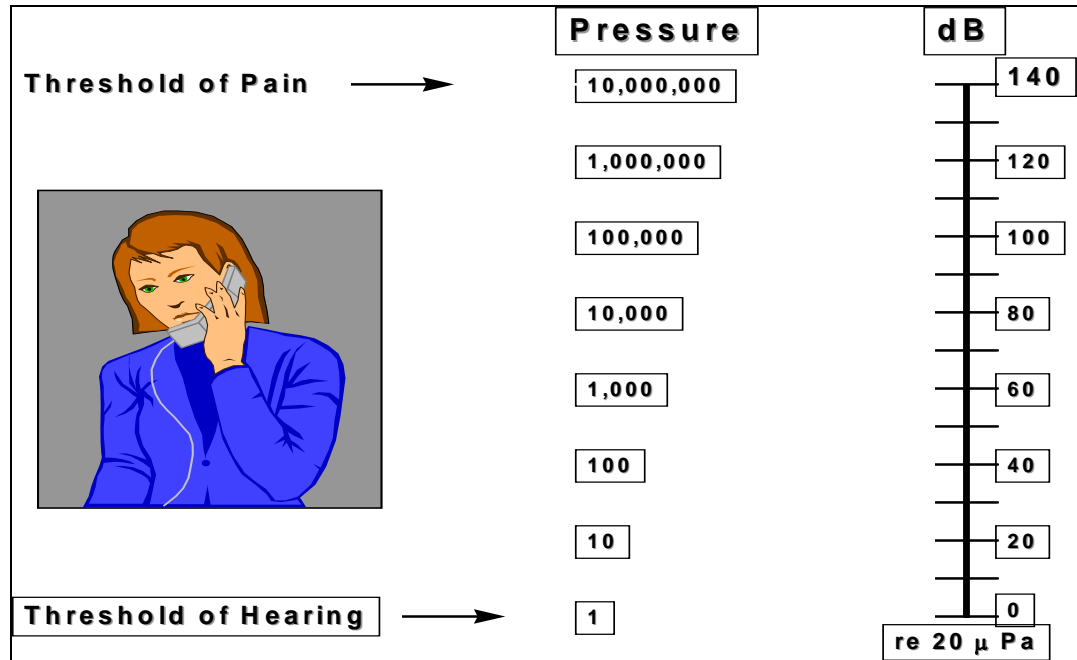 Pressure dB
Threshold of Pain 10,000,000 140
1,000,000 120
100,000 100
10,000 80
1,000 60
100 40
10 20
Threshold of Hearing 1 0
re 20 μ Pa